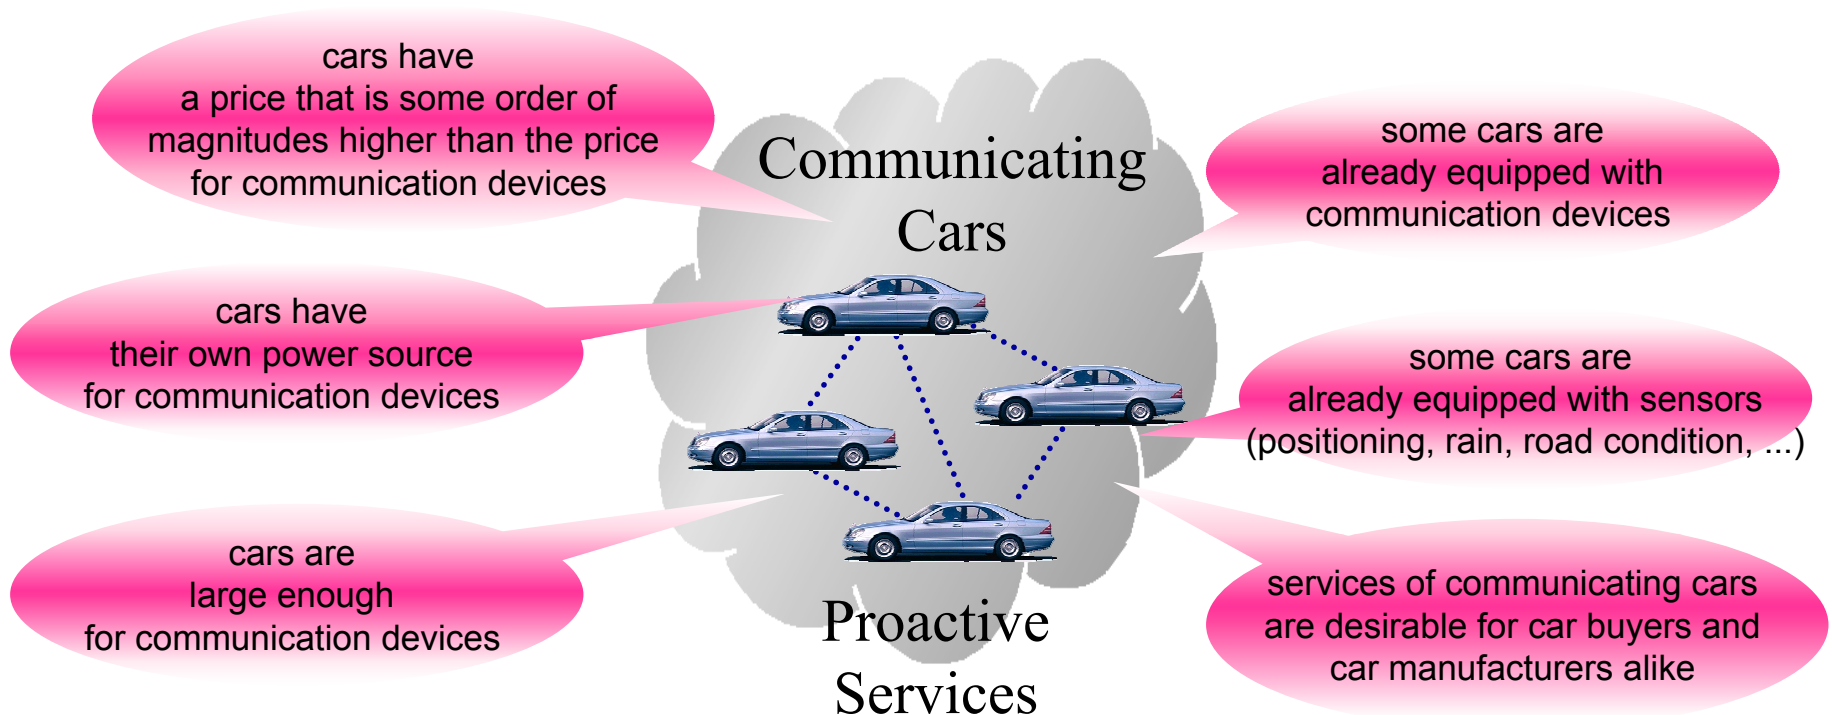 cars have
a price that is some order of
magnitudes higher than the price
for communication devices
Communicating
Cars
some cars are
already equipped with
communication devices
cars have
their own power source
for communication devices
some cars are
already equipped with sensors
(positioning, rain, road condition, ...)
cars are
large enough
for communication devices
services of communicating cars
are desirable for car buyers and
car manufacturers alike
Proactive
Services